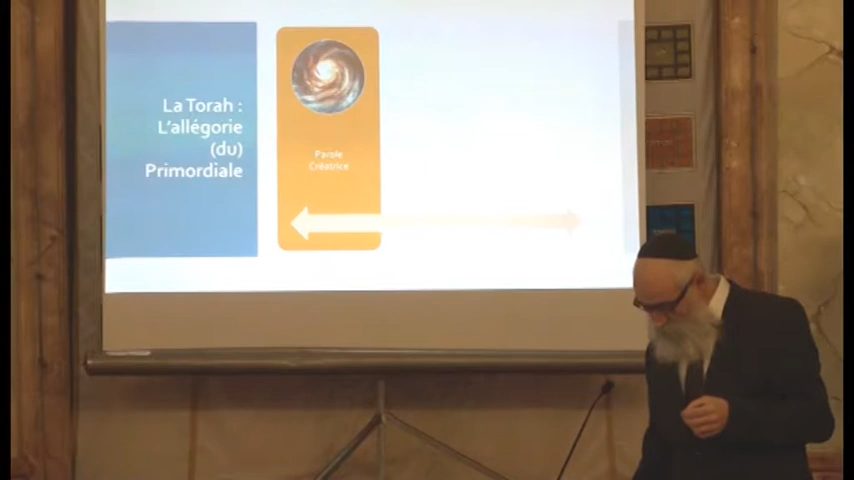 La Torah :
L'allégorie
(du)
Primordiale
Parole
Créatrice